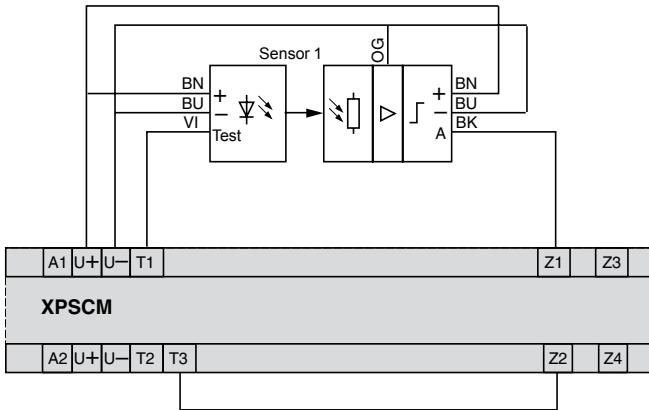 Sensor 1
OG
BN
BU
VI
+
−
Test
+
−
A
BN
BU
BK
A1 U+ U− T1 Z1 Z3
XPSCM
A2 U+ U− T2 T3 Z2 Z4